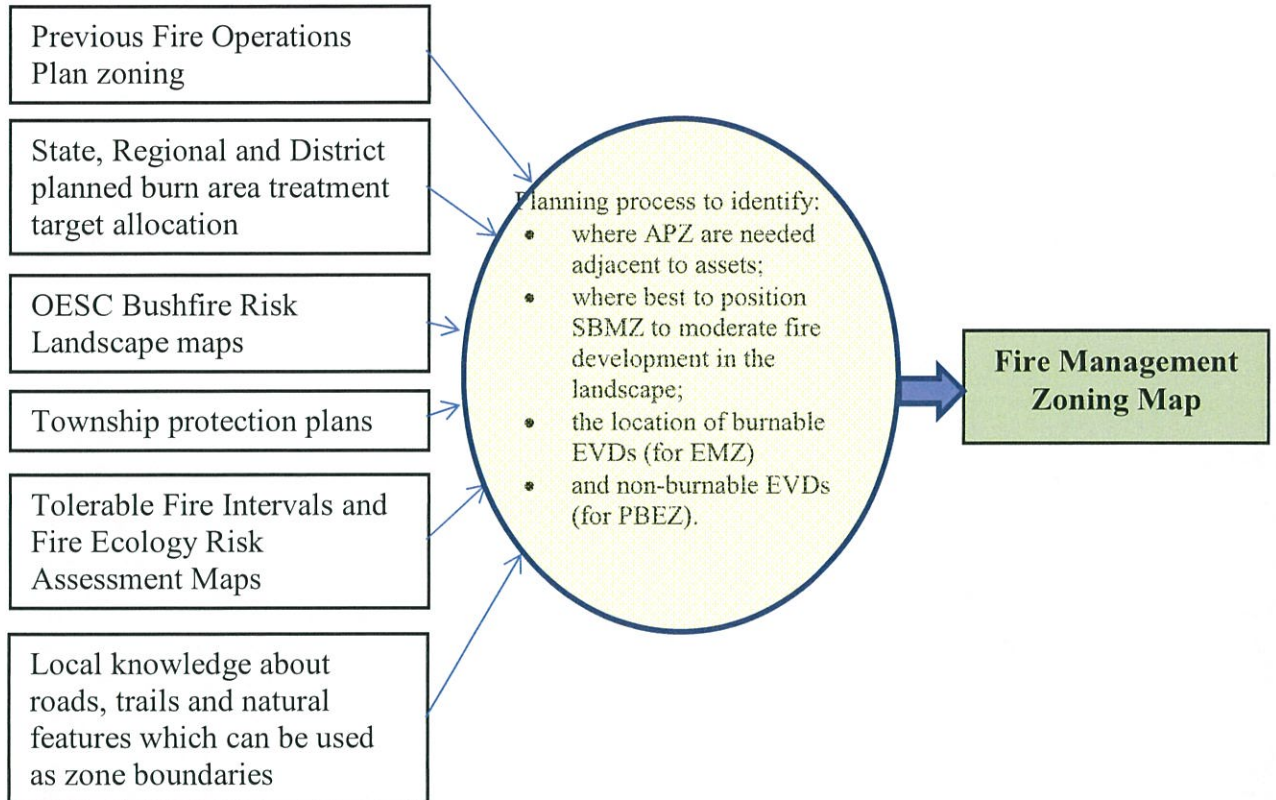 Previous Fire Operations
Plan zoning
State, Regional and District
planned burn area treatment
target allocation
OESC Bushfire Risk
Landscape maps
Township protection plans
Tolerable Fire Intervals and
Fire Ecology Risk
Assessment Maps
Local knowledge about
roads, trails and natural
features which can be used
as zone boundaries
Planning process to identify:
• where APZ are needed
adjacent to assets;
• where best to position
SBMZ to moderate fire
development in the
landscape;
• the location of burnable
EVDs (for EMZ)
• and non-burnable EVDs
(for PBEZ).
Fire Management
Zoning Map